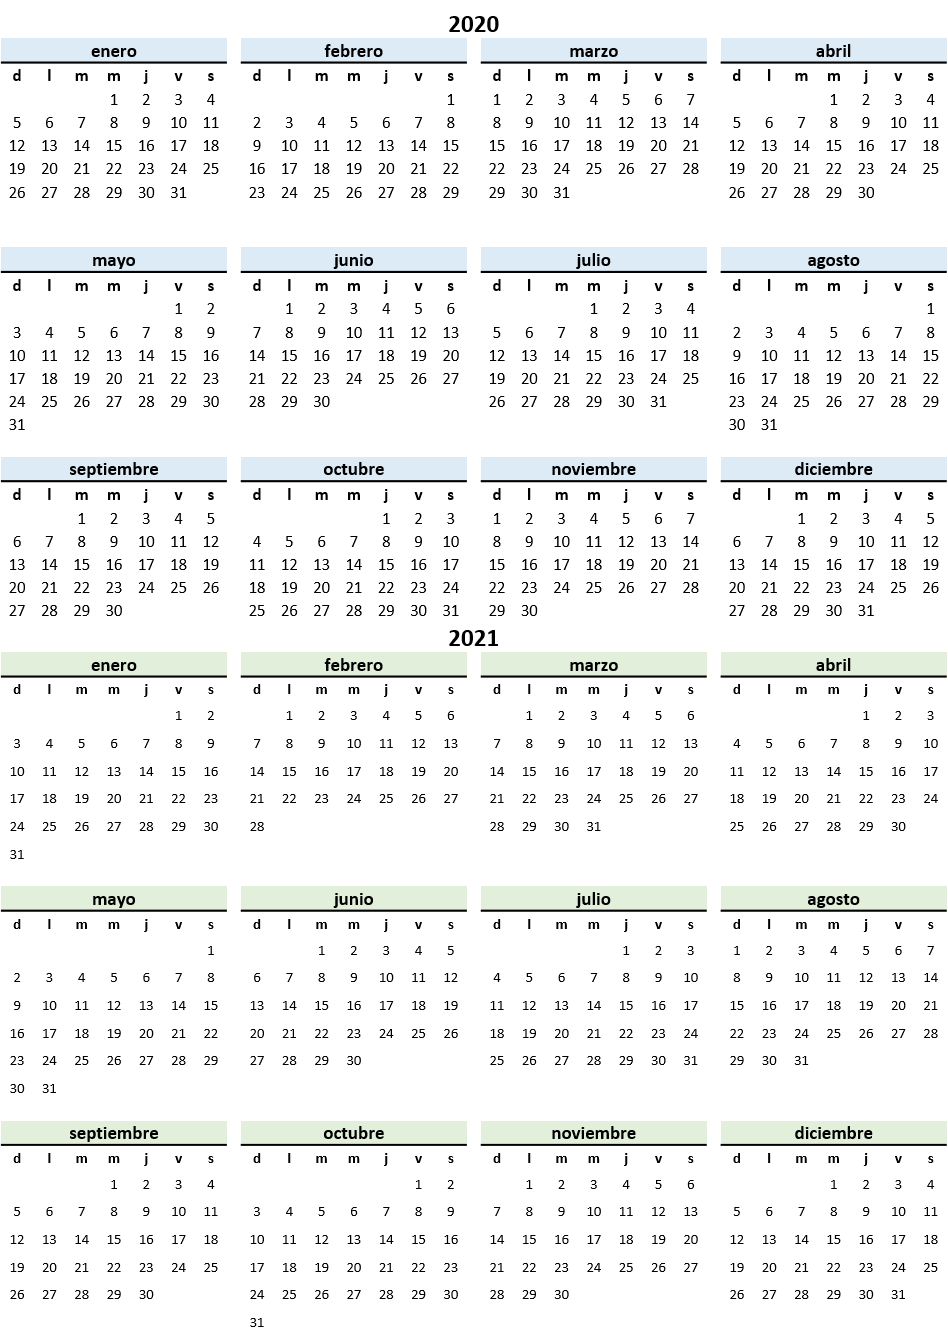 2020
enero febrero marzo abril
d l m m j v s d l m m j v s d l m m j v s d l m m j v s
1 2 3 4 1 1 2 3 4 5 6 7 1 2 3 4
5 6 7 8 9 10 11 2 3 4 5 6 7 8 8 9 10 11 12 13 14 5 6 7 8 9 10 11
12 13 14 15 16 17 18 9 10 11 12 13 14 15 15 16 17 18 19 20 21 12 13 14 15 16 17 18
19 20 21 22 23 24 25 16 17 18 19 20 21 22 22 23 24 25 26 27 28 19 20 21 22 23 24 25
26 27 28 29 30 31 23 24 25 26 27 28 29 29 30 31 26 27 28 29 30
mayo junio julio agosto
d l m m j v s d l m m j v s d l m m j v s d l m m j v s
1 2 1 2 3 4 5 6 1 2 3 4 1
3 4 5 6 7 8 9 7 8 9 10 11 12 13 5 6 7 8 9 10 11 2 3 4 5 6 7 8
10 11 12 13 14 15 16 14 15 16 17 18 19 20 12 13 14 15 16 17 18 9 10 11 12 13 14 15
17 18 19 20 21 22 23 21 22 23 24 25 26 27 19 20 21 22 23 24 25 16 17 18 19 20 21 22
24 25 26 27 28 29 30 28 29 30 26 27 28 29 30 31 23 24 25 26 27 28 29
31 30 31
septiembre octubre noviembre diciembre
d l m m j v s d l m m j v s d l m m j v s d l m m j v s
1 2 3 4 5 1 2 3 1 2 3 4 5 6 7 1 2 3 4 5
6 7 8 9 10 11 12 4 5 6 7 8 9 10 8 9 10 11 12 13 14 6 7 8 9 10 11 12
13 14 15 16 17 18 19 11 12 13 14 15 16 17 15 16 17 18 19 20 21 13 14 15 16 17 18 19
20 21 22 23 24 25 26 18 19 20 21 22 23 24 22 23 24 25 26 27 28 20 21 22 23 24 25 26
27 28 29 30 25 26 27 28 29 30 31 29 30 27 28 29 30 31
2021
enero febrero marzo abril
d l m m j v s d l m m j v s d l m m j v s d l m m j v s
1 2 1 2 3 4 5 6 1 2 3 4 5 6 1 2 3
3 4 5 6 7 8 9 7 8 9 10 11 12 13 7 8 9 10 11 12 13 4 5 6 7 8 9 10
10 11 12 13 14 15 16 14 15 16 17 18 19 20 14 15 16 17 18 19 20 11 12 13 14 15 16 17
17 18 19 20 21 22 23 21 22 23 24 25 26 27 21 22 23 24 25 26 27 18 19 20 21 22 23 24
24 25 26 27 28 29 30 28 28 29 30 31 25 26 27 28 29 30
31
mayo junio julio agosto
d l m m j v s d l m m j v s d l m m j v s d l m m j v s
1 1 2 3 4 5 1 2 3 1 2 3 4 5 6 7
2 3 4 5 6 7 8 6 7 8 9 10 11 12 4 5 6 7 8 9 10 8 9 10 11 12 13 14
9 10 11 12 13 14 15 13 14 15 16 17 18 19 11 12 13 14 15 16 17 15 16 17 18 19 20 21
16 17 18 19 20 21 22 20 21 22 23 24 25 26 18 19 20 21 22 23 24 22 23 24 25 26 27 28
23 24 25 26 27 28 29 27 28 29 30 25 26 27 28 29 30 31 29 30 31
30 31
septiembre octubre noviembre diciembre
d l m m j v s d l m m j v s d l m m j v s d l m m j v s
1 2 3 4 1 2 1 2 3 4 5 6 1 2 3 4
5 6 7 8 9 10 11 3 4 5 6 7 8 9 7 8 9 10 11 12 13 5 6 7 8 9 10 11
12 13 14 15 16 17 18 10 11 12 13 14 15 16 14 15 16 17 18 19 20 12 13 14 15 16 17 18
19 20 21 22 23 24 25 17 18 19 20 21 22 23 21 22 23 24 25 26 27 19 20 21 22 23 24 25
26 27 28 29 30 24 25 26 27 28 29 30 28 29 30 26 27 28 29 30 31
31